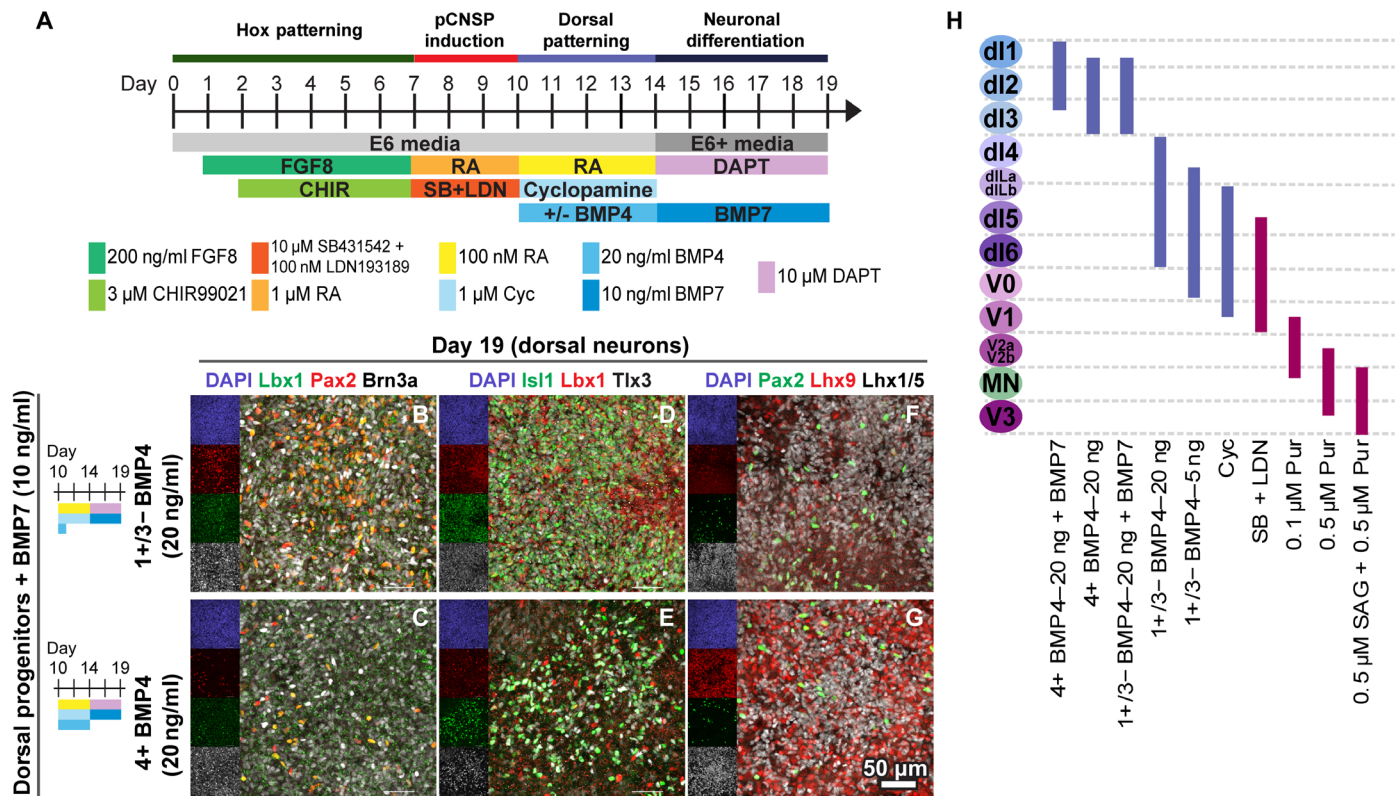 A
Hox patterning
pCNSP
induction
Dorsal
patterning
Neuronal
differentiation
Day
0 1 2 3 4 5 6 7 8 9 10 11 12 13 14 15 16 17 18 19
E6 media E6+ media
FGF8 RA RA DAPT
CHIR SB+LDN Cyclopamine
+/- BMP4 BMP7
200 ng/ml FGF8
3 µM CHIR99021
10 µM SB431542 +
100 nM LDN193189
1 µM RA
100 nM RA
1 µM Cyc
20 ng/ml BMP4
10 ng/ml BMP7
10 µM DAPT
Day 19 (dorsal neurons)
DAPI Lbx1 Pax2 Brn3a
DAPI Isl1 Lbx1 Tlx3
DAPI Pax2 Lhx9 Lhx1/5
Dorsal progenitors + BMP7 (10 ng/ml)
Day
10 14 19
1+/3– BMP4
(20 ng/ml)
B
D
F
Day
10 14 19
4+ BMP4
(20 ng/ml)
C
E
G
50 µm
H
dI1
dI2
dI3
dI4
dILa
dILb
dI5
dI6
V0
V1
V2a
V2b
MN
V3
4+ BMP4–20 ng + BMP7
4+ BMP4–20 ng
1+/3– BMP4–20 ng + BMP7
1+/3– BMP4–20 ng
1+/3– BMP4–5 ng
Cyc
SB + LDN
0.1 µM Pur
0.5 µM Pur
0.5 µM SAG + 0.5 µM Pur